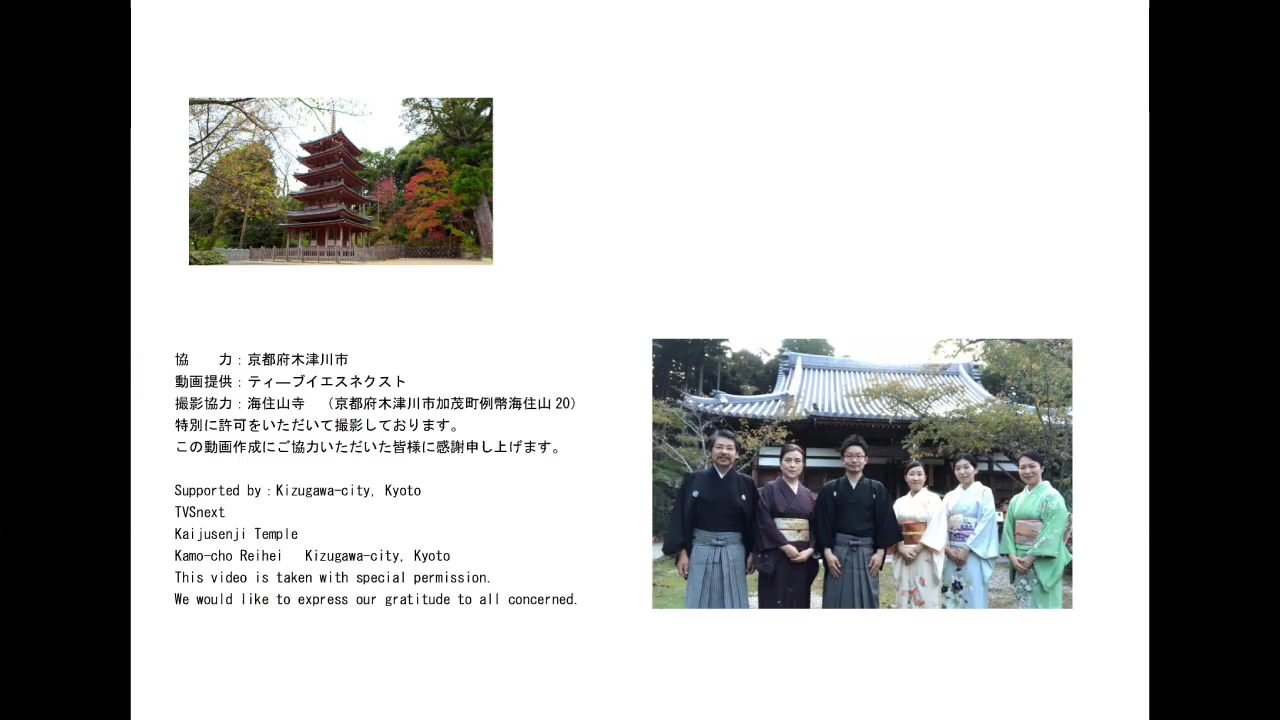 協　　力：京都府木津川市
動画提供：ティ―ブイエスネクスト
撮影協力：海住山寺　（京都府木津川市加茂町例幣海住山 20）
特別に許可をいただいて撮影しております。
この動画作成にご協力いただいた皆様に感謝申し上げます。
Supported by：Kizugawa-city, Kyoto
TVSnext
Kaijusenji Temple
Kamo-cho Reihei   Kizugawa-city, Kyoto
This video is taken with special permission.
We would like to express our gratitude to all concerned.